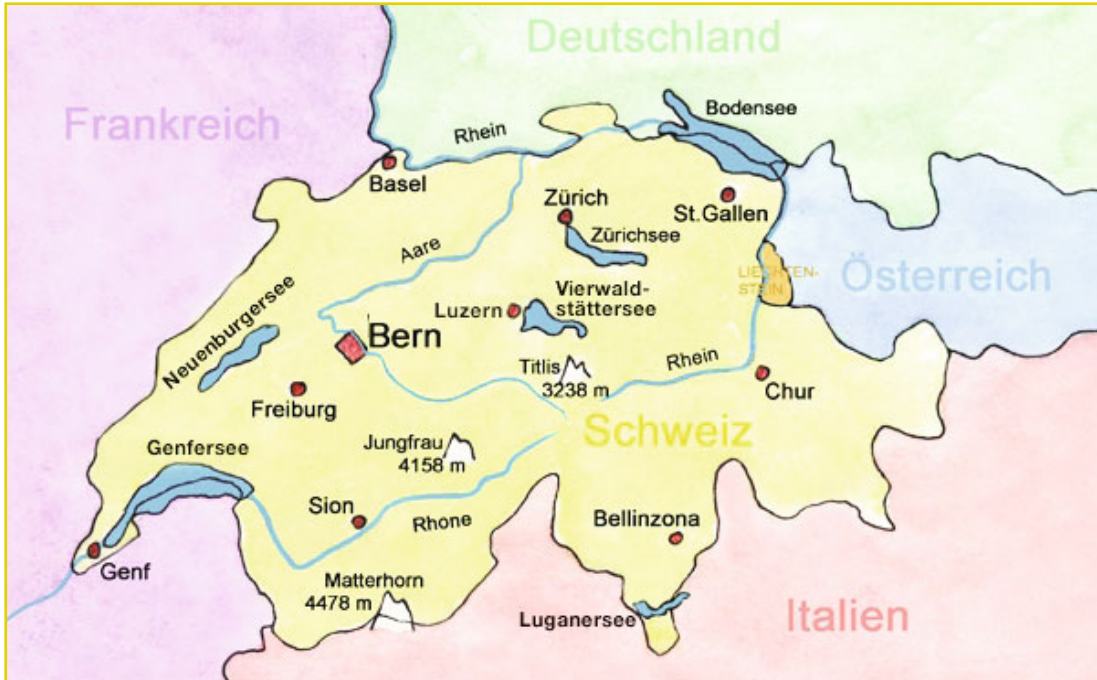 Deutschland
Frankreich
Bodensee
Rhein
Basel
Zürich
St.Gallen
Zürichsee
Aare
LIECHTEN-
STEIN
Österreich
Neuenburgersee
Luzern
Vierwald-
stättersee
Bern
Titlis
3238 m
Rhein
Chur
Freiburg
Schweiz
Genfersee
Jungfrau
4158 m
Sion
Rhone
Bellinzona
Genf
Matterhorn
4478 m
Luganersee
Italien